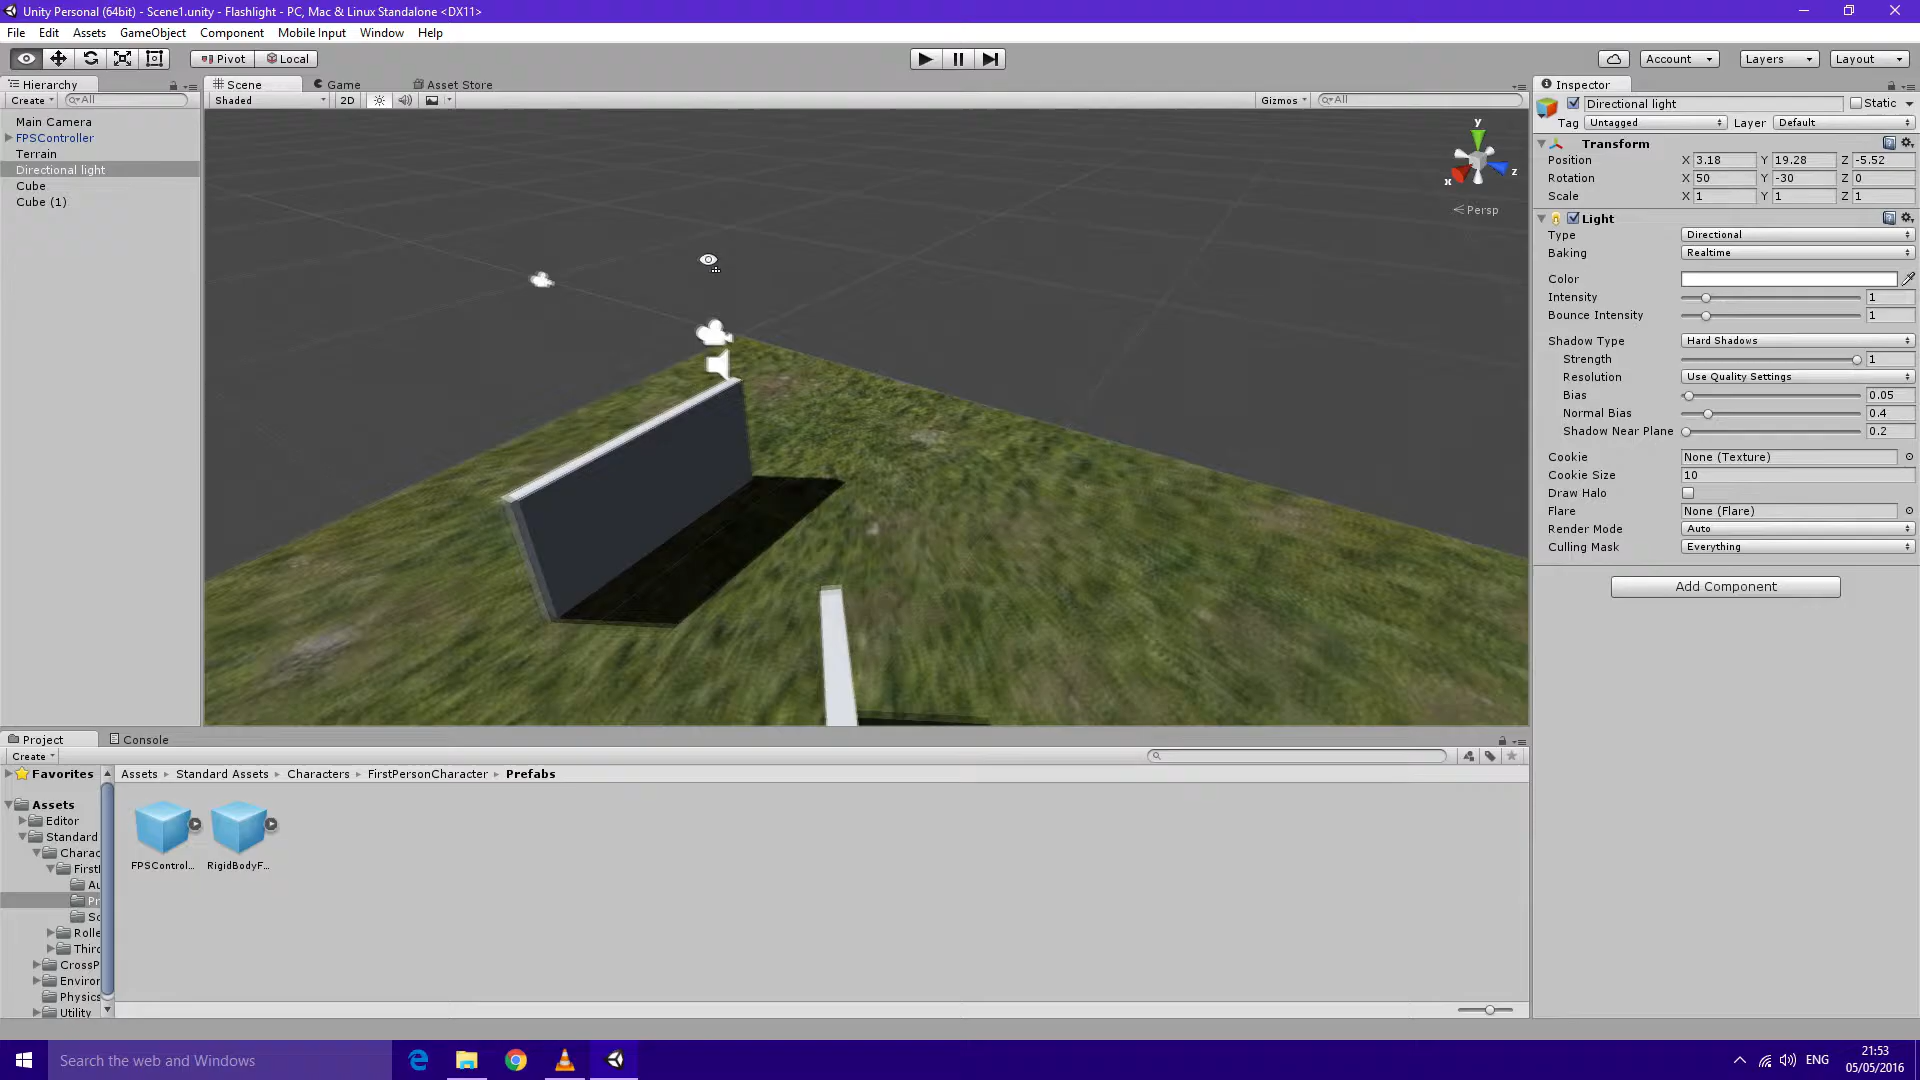 Unity Personal (64bit) - Scene1.unity - Flashlight - PC, Mac & Linux Standalone <DX11>
File Edit Assets GameObject Component Mobile Input Window Help
Pivot Local Account Layers Layout
Hierarchy Scene Game Asset Store Inspector
Create All Shaded 2D Gizmos All
Main Camera
FPSController
Terrain
Directional light
Cube
Cube (1)
y
x
z
Persp
Directional light Static
Tag Untagged Layer Default
Transform
Position X 3.18 Y 19.28 Z -5.52
Rotation X 50 Y -30 Z 0
Scale X 1 Y 1 Z 1
Light
Type Directional
Baking Realtime
Color
Intensity 1
Bounce Intensity 1
Shadow Type Hard Shadows
Strength 1
Resolution Use Quality Settings
Bias 0.05
Normal Bias 0.4
Shadow Near Plane 0.2
Cookie None (Texture)
Cookie Size 10
Draw Halo
Flare None (Flare)
Render Mode Auto
Culling Mask Everything
Add Component
Project Console
Create
Favorites
Assets
Editor
Standard
Charac
First
Au
Pr
Sc
Rolle
Third
CrossP
Enviror
Physics
Utility
Assets Standard Assets Characters FirstPersonCharacter Prefabs
FPSControl... RigidBodyF...
Search the web and Windows
ENG
21:53
05/05/2016